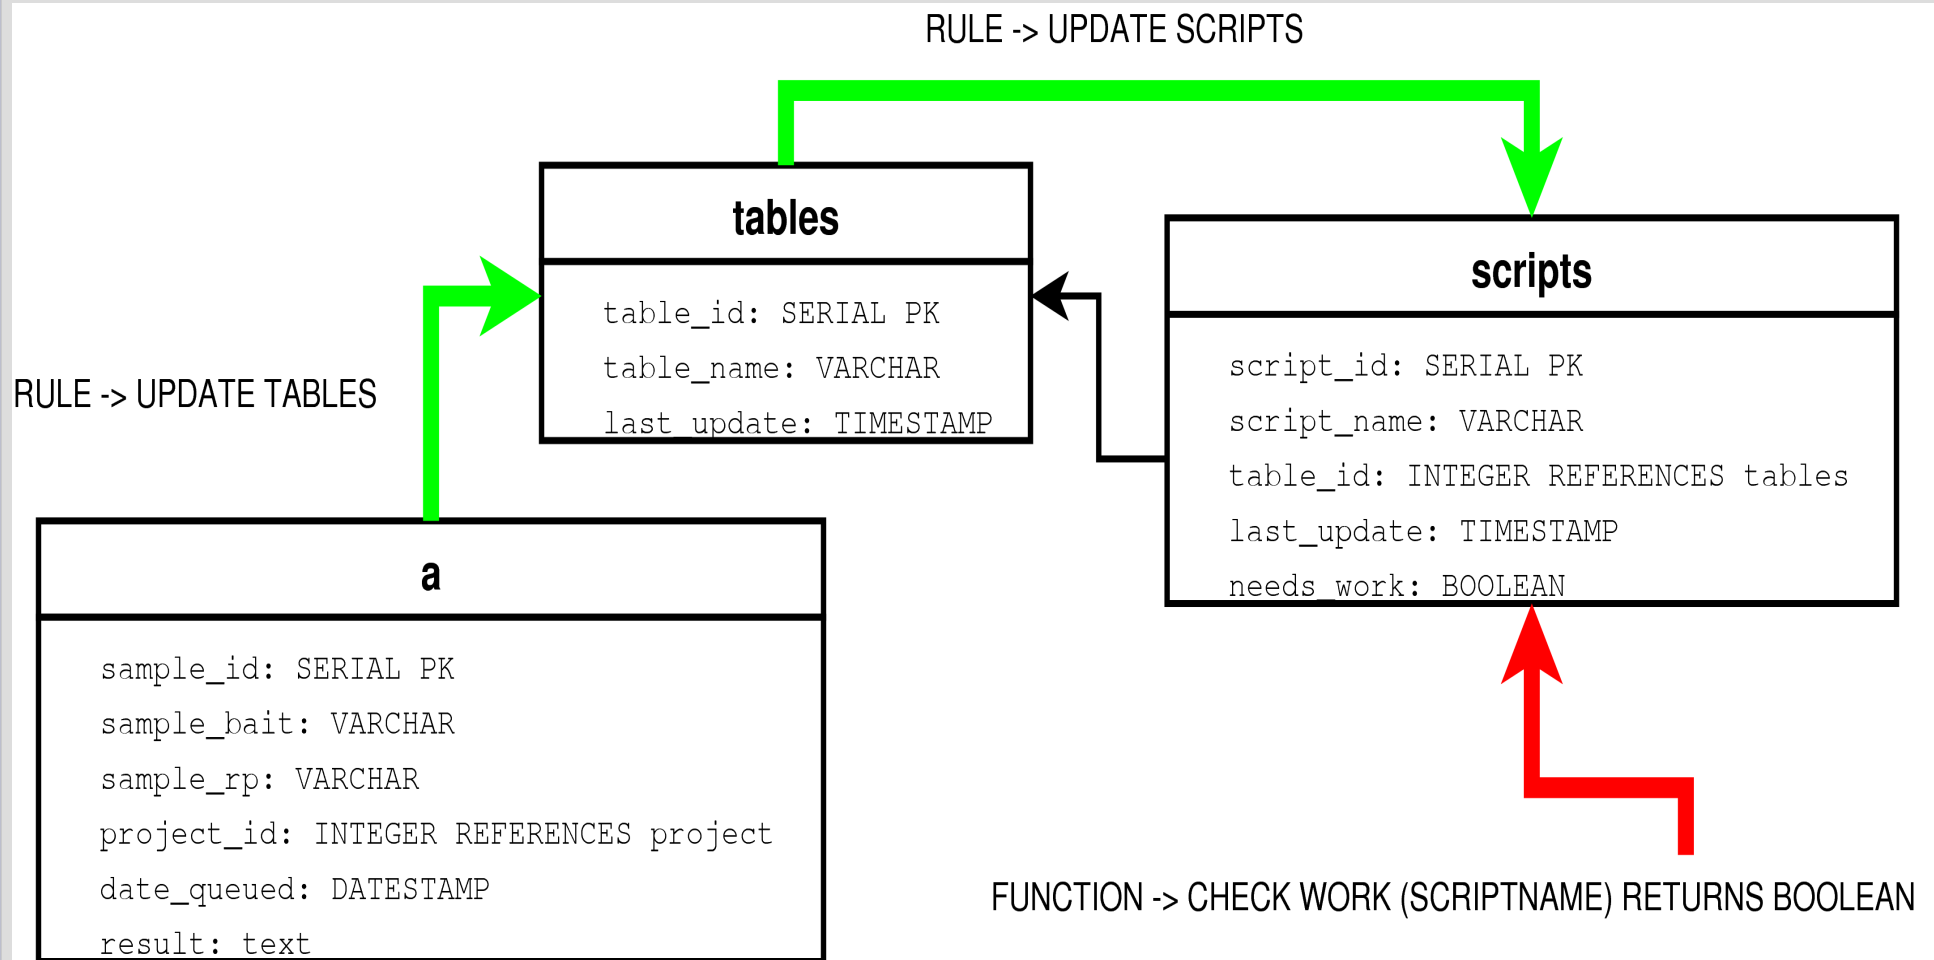 RULE -> UPDATE SCRIPTS
tables
table_id: SERIAL PK
table_name: VARCHAR
last_update: TIMESTAMP
scripts
script_id: SERIAL PK
script_name: VARCHAR
table_id: INTEGER REFERENCES tables
last_update: TIMESTAMP
needs_work: BOOLEAN
RULE -> UPDATE TABLES
a
sample_id: SERIAL PK
sample_bait: VARCHAR
sample_rp: VARCHAR
project_id: INTEGER REFERENCES project
date_queued: DATESTAMP
result: text
FUNCTION -> CHECK WORK (SCRIPTNAME) RETURNS BOOLEAN